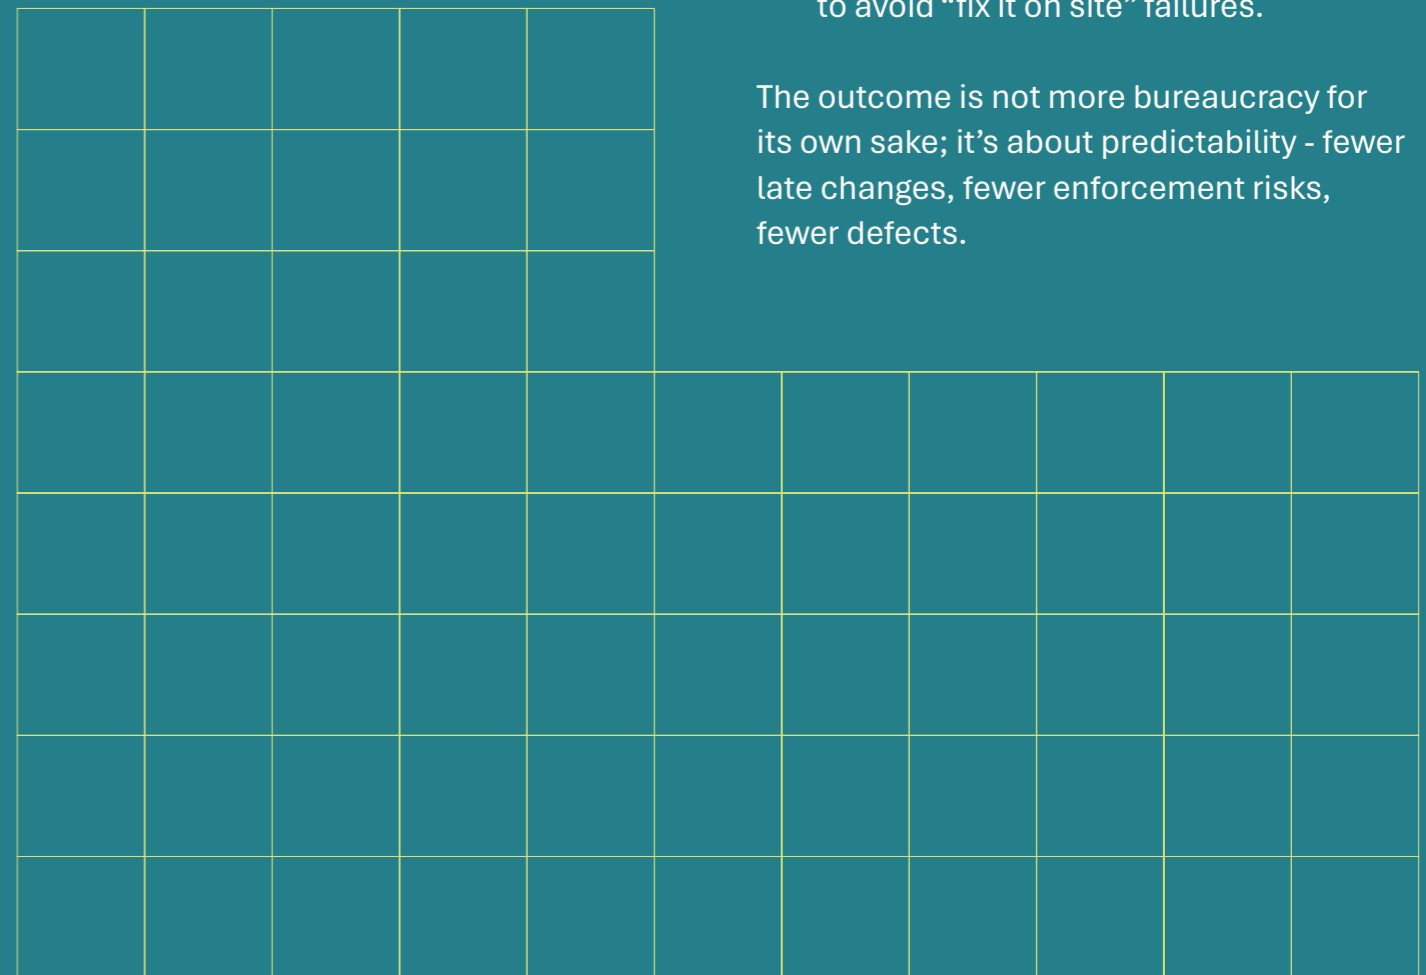 to avoid “fix it on site” failures.
The outcome is not more bureaucracy for
its own sake; it’s about predictability - fewer
late changes, fewer enforcement risks,
fewer defects.